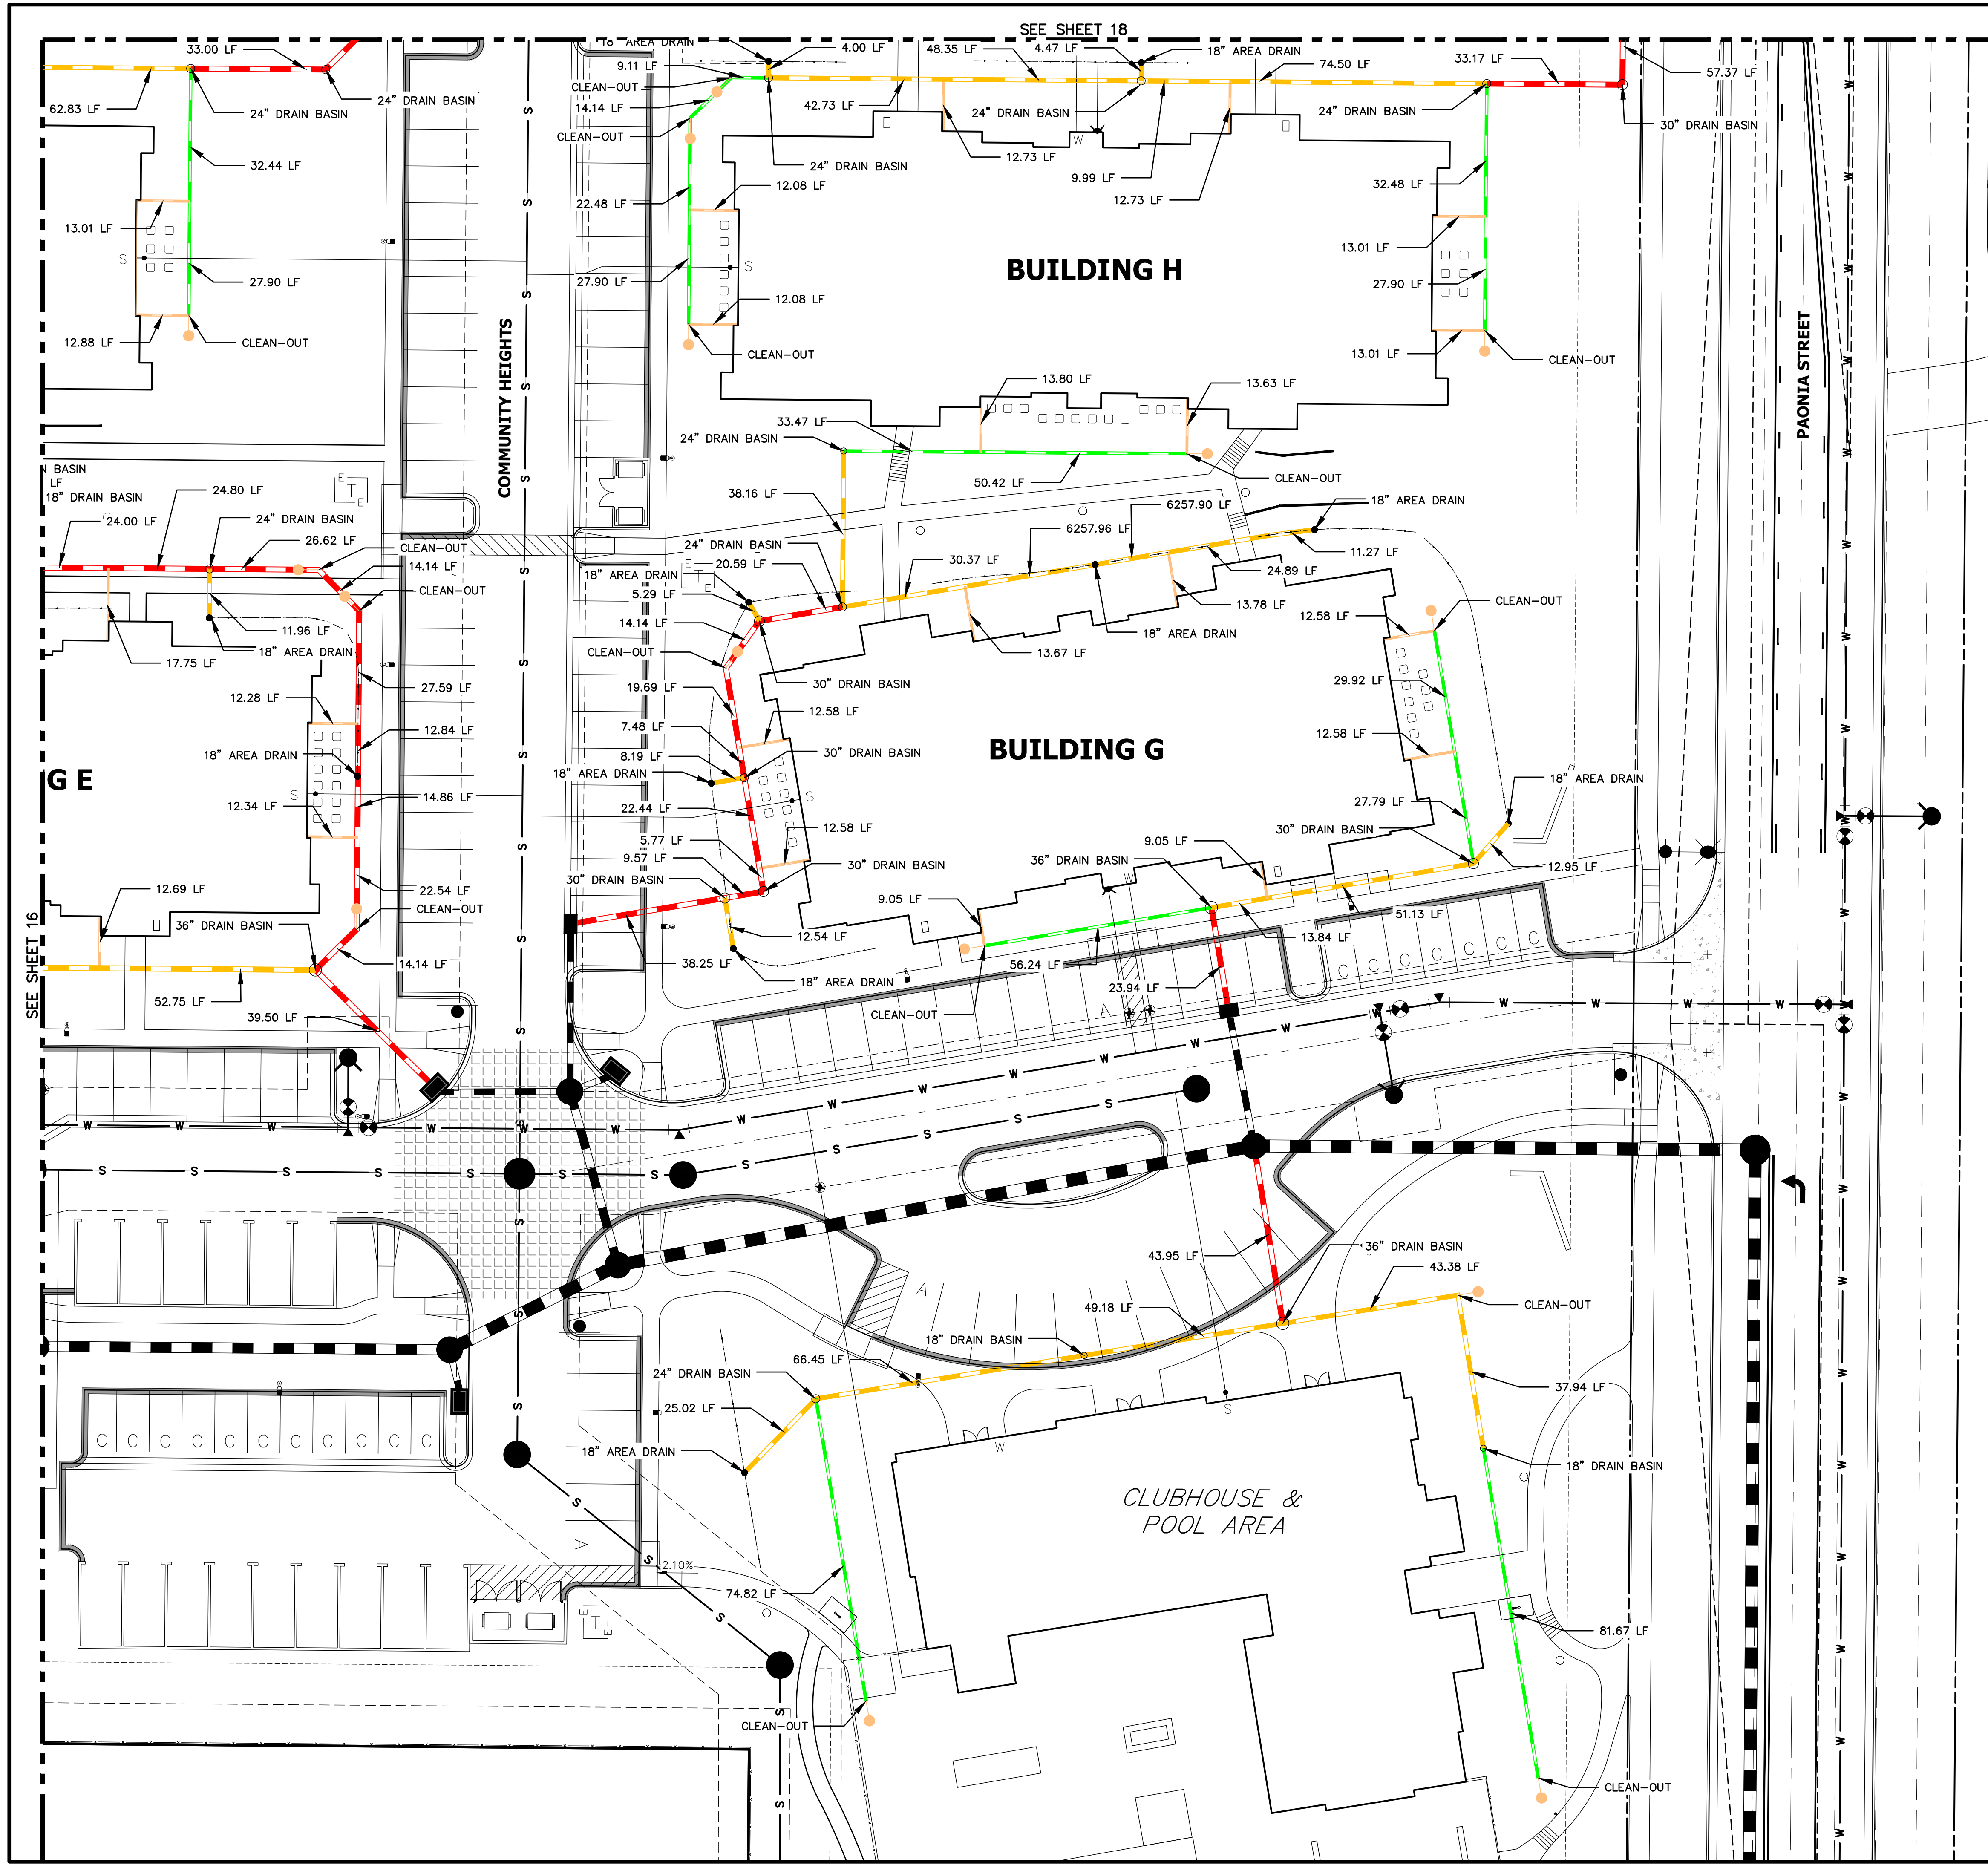 SEE SHEET 18
33.00 LF
18" AREA DRAIN
4.00 LF
48.35 LF
4.47 LF
18" AREA DRAIN
33.17 LF
9.11 LF
74.50 LF
57.37 LF
62.83 LF
24" DRAIN BASIN
CLEAN-OUT
24" DRAIN BASIN
14.14 LF
42.73 LF
24" DRAIN BASIN
24" DRAIN BASIN
30" DRAIN BASIN
CLEAN-OUT
W
32.44 LF
24" DRAIN BASIN
12.73 LF
9.99 LF
12.08 LF
32.48 LF
22.48 LF
12.73 LF
13.01 LF
13.01 LF
S
S
BUILDING H
27.90 LF
27.90 LF
27.90 LF
12.08 LF
12.88 LF
CLEAN-OUT
CLEAN-OUT
13.01 LF
CLEAN-OUT
COMMUNITY HEIGHTS
PAONIA STREET
13.80 LF
13.63 LF
33.47 LF
24" DRAIN BASIN
N BASIN
LF
18" DRAIN BASIN
24.80 LF
E
T
E
50.42 LF
CLEAN-OUT
38.16 LF
6257.90 LF
18" AREA DRAIN
24.00 LF
24" DRAIN BASIN
6257.96 LF
26.62 LF
CLEAN-OUT
24" DRAIN BASIN
30.37 LF
11.27 LF
14.14 LF
E
T
E
20.59 LF
18" AREA DRAIN
24.89 LF
CLEAN-OUT
5.29 LF
13.78 LF
CLEAN-OUT
11.96 LF
14.14 LF
12.58 LF
18" AREA DRAIN
CLEAN-OUT
18" AREA DRAIN
17.75 LF
13.67 LF
27.59 LF
19.69 LF
30" DRAIN BASIN
29.92 LF
12.28 LF
12.58 LF
12.84 LF
7.48 LF
12.58 LF
18" AREA DRAIN
8.19 LF
30" DRAIN BASIN
BUILDING G
18" AREA DRAIN
18" AREA DRAIN
G E
S
14.86 LF
S
12.34 LF
22.44 LF
27.79 LF
12.58 LF
30" DRAIN BASIN
5.77 LF
9.05 LF
9.57 LF
30" DRAIN BASIN
36" DRAIN BASIN
12.95 LF
30" DRAIN BASIN
12.69 LF
22.54 LF
W
9.05 LF
CLEAN-OUT
51.13 LF
36" DRAIN BASIN
12.54 LF
13.84 LF
C C C C C C C
14.14 LF
38.25 LF
56.24 LF
18" AREA DRAIN
23.94 LF
SEE SHEET 16
52.75 LF
39.50 LF
CLEAN-OUT
A
W W W W W
W W W W W W
W W W W W W
S S S S S
S S S S S
43.95 LF
36" DRAIN BASIN
43.38 LF
A
49.18 LF
CLEAN-OUT
18" DRAIN BASIN
66.45 LF
24" DRAIN BASIN
37.94 LF
25.02 LF
S
C C C C C C C C C C C
18" AREA DRAIN
W
18" DRAIN BASIN
CLUBHOUSE &
POOL AREA
A
2.10%
74.82 LF
E
T
E
81.67 LF
CLEAN-OUT
CLEAN-OUT